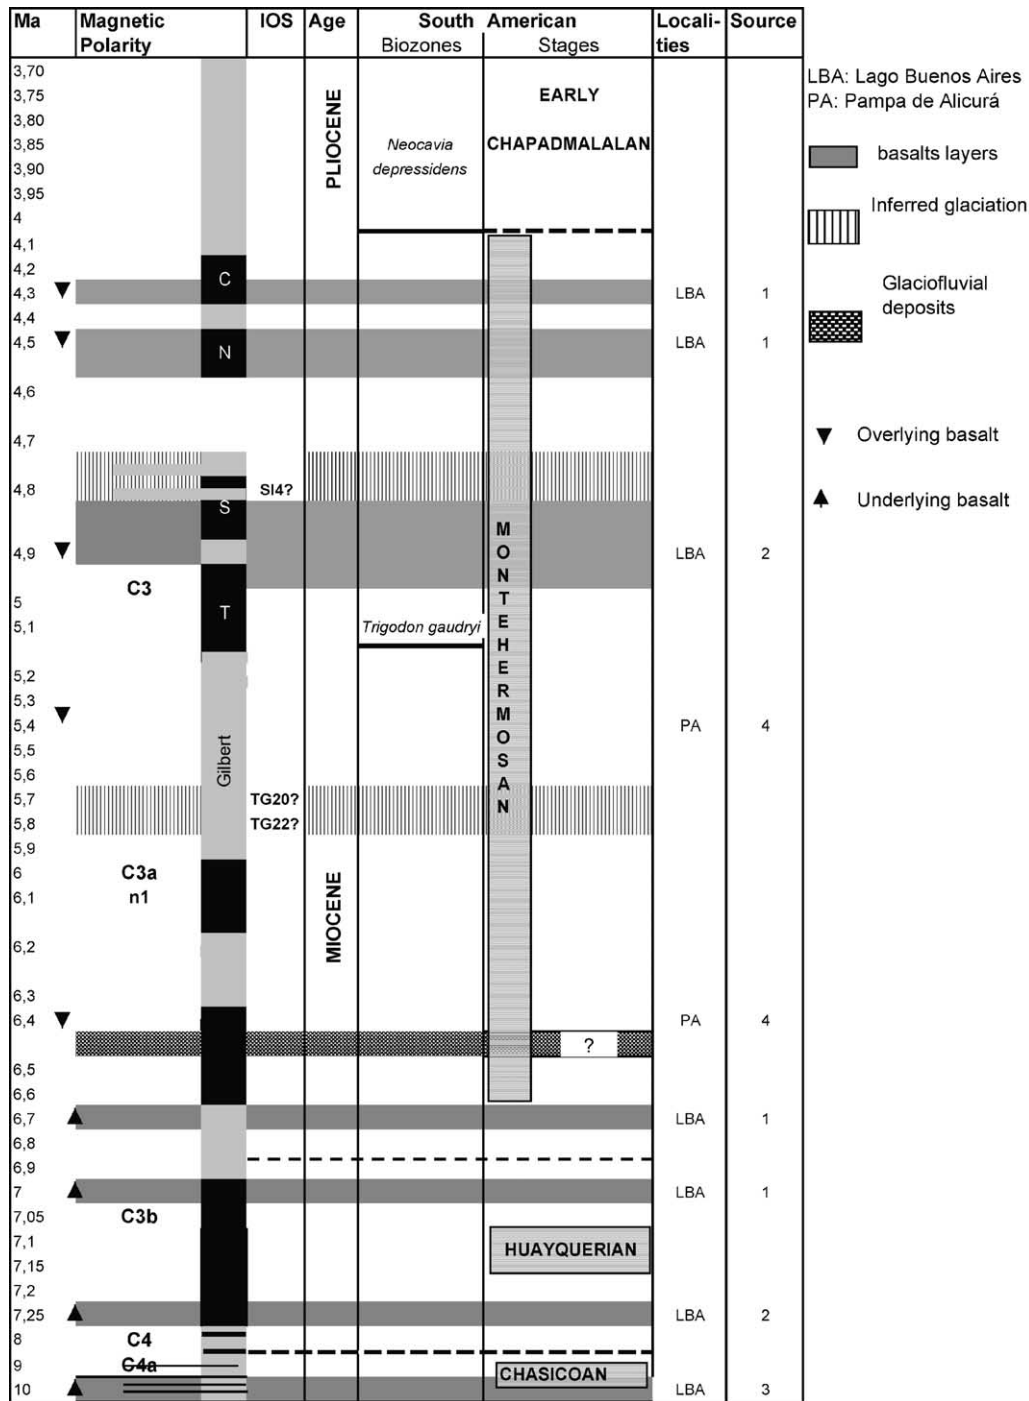 Ma Magnetic IOS Age South American Locali- Source
Polarity Biozones Stages ties
3,70
LBA: Lago Buenos Aires
3,75 EARLY
PA: Pampa de Alicurá
3,80
3,85 Neocavia CHAPADMALALAN
basalts layers
3,90 depressidens
PLIOCENE
3,95
Inferred glaciation
4
4,1
4,2
C
Glaciofluvial
deposits
4,3 LBA 1
4,4
4,5 LBA 1
N
4,6
4,7
Overlying basalt
4,8 SI4?
Underlying basalt
S
4,9 LBA 2
C3
5 T
5,1 Trigodon gaudryi
MONTEHERMOSAN
5,2
5,3
5,4 PA 4
5,5
Gilbert
5,6
5,7 TG20?
5,8 TG22?
5,9
6 C3a
6,1 n1
MIOCENE
6,2
6,3
6,4 PA 4
?
6,5
6,6
6,7 LBA 1
6,8
6,9
7 LBA 1
7,05 C3b
7,1 HUAYQUERIAN
7,15
7,2
7,25 LBA 2
8 C4
9 C4a CHASICOAN
10 LBA 3